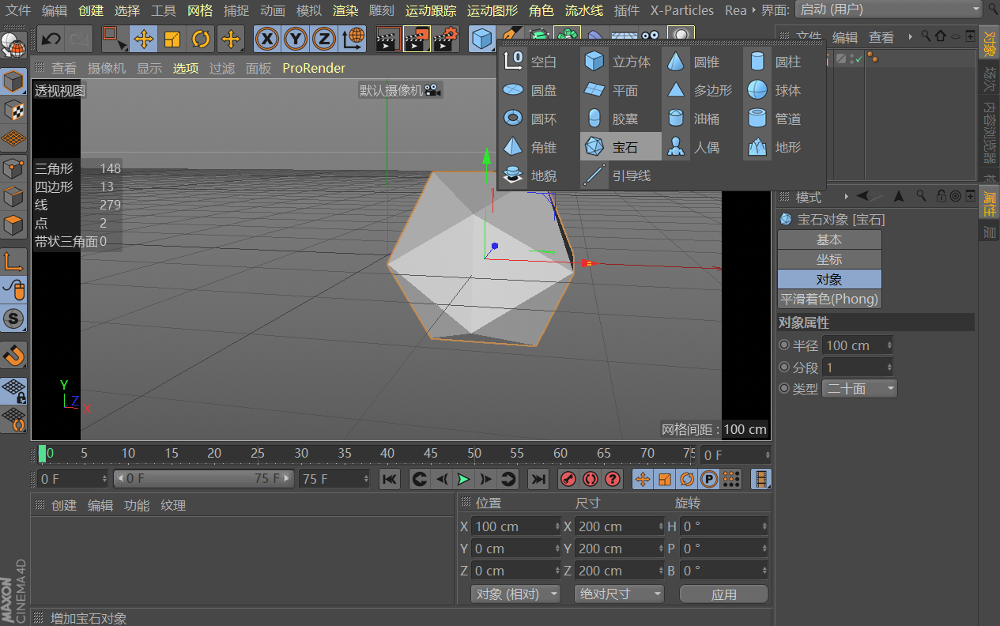 文件 编辑 创建 选择 工具 网格 捕捉 动画 模拟 渲染 雕刻 运动跟踪 运动图形 角色 流水线 插件 X-Particles Rea 界面: 启动 (用户)
文件 编辑 查看
查看 摄像机 显示 选项 过滤 面板 ProRender
透视视图
默认摄像机
空白 立方体 圆锥 圆柱
圆盘 平面 多边形 球体
圆环 胶囊 油桶 管道
角锥 宝石 人偶 地形
地貌 引导线
三角形 148
四边形 13
线 279
点 2
带状三角面 0
Y
Z
X
网格间距 : 100 cm
对象
场次
内容浏览器
属性
层
模式
宝石对象 [宝石]
基本
坐标
对象
平滑着色(Phong)
对象属性
半径 100 cm
分段 1
类型 二十面
0 5 10 15 20 25 30 35 40 45 50 55 60 65 70 75 0 F
0 F 0 F 75 F 75 F
创建 编辑 功能 纹理
位置 尺寸 旋转
X 100 cm X 200 cm H 0 °
Y 0 cm Y 200 cm P 0 °
Z 0 cm Z 200 cm B 0 °
对象 (相对) 绝对尺寸 应用
MAXON
CINEMA 4D
增加宝石对象